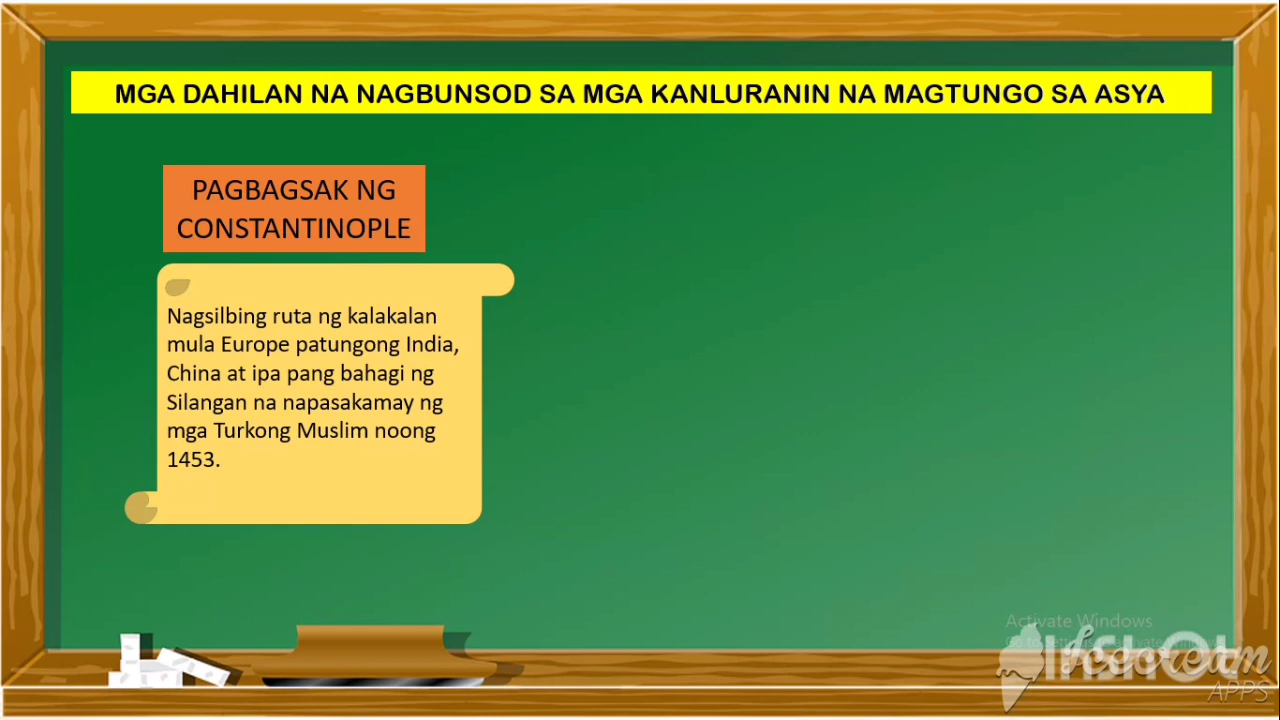 MGA DAHILAN NA NAGBUNSOD SA MGA KANLURANIN NA MAGTUNGO SA ASYA
PAGBAGSAK NG
CONSTANTINOPLE
Nagsilbing ruta ng kalakalan
mula Europe patungong India,
China at ipa pang bahagi ng
Silangan na napasakamay ng
mga Turkong Muslim noong
1453.
Activate Windows
APPS